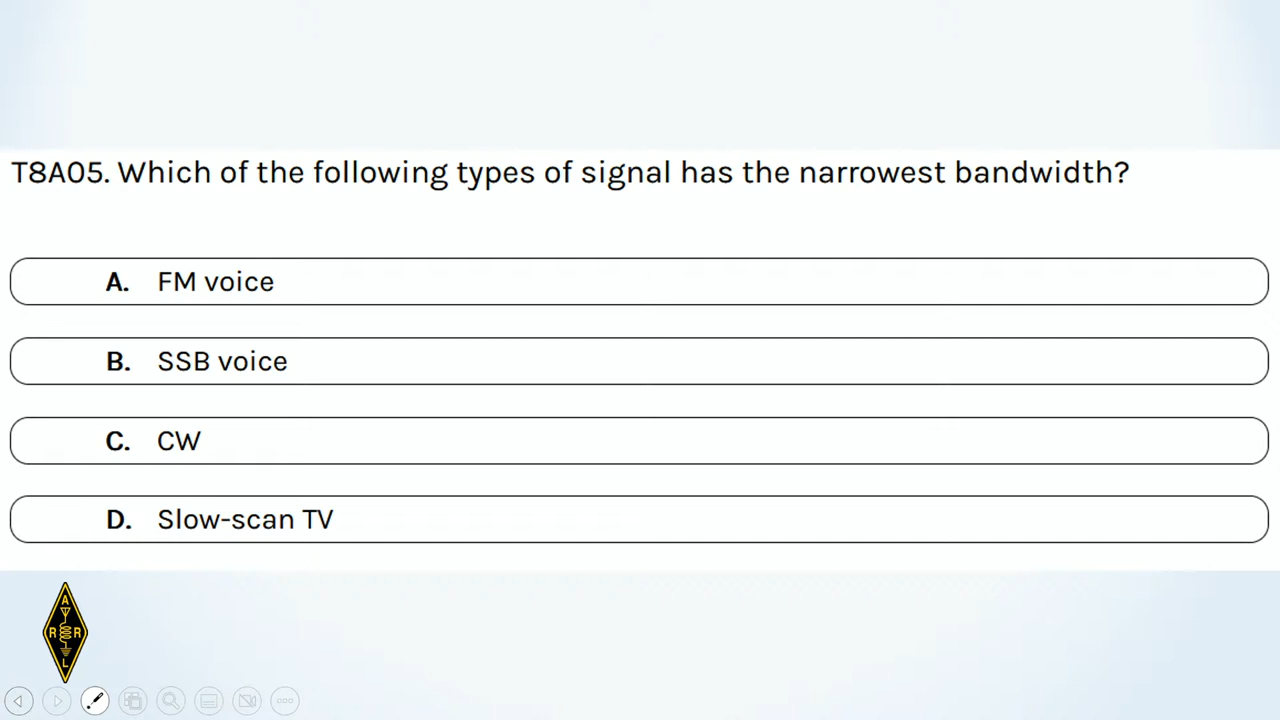 T8A05. Which of the following types of signal has the narrowest bandwidth?
A. FM voice
B. SSB voice
C. CW
D. Slow-scan TV
A
R R
L